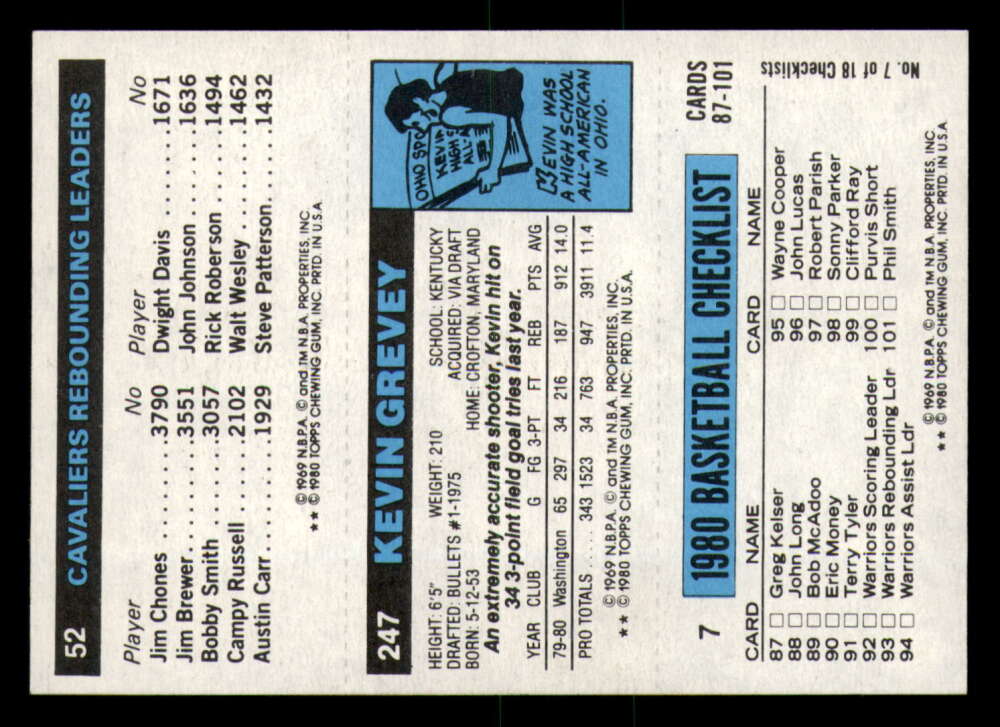 52 CAVALIERS REBOUNDING LEADERS
Player No Player No
Jim Chones ....3790 Dwight Davis ....1671
Jim Brewer....3551 John Johnson ....1636
Bobby Smith ....3057 Rick Roberson ....1494
Campy Russell ....2102 Walt Wesley ....1462
Austin Carr....1929 Steve Patterson....1432
© 1969 N.B.P.A. © and TM N.B.A. PROPERTIES, INC.
★★ © 1980 TOPPS CHEWING GUM, INC. PRTD. IN U.S.A.
247 KEVIN GREVEY
HEIGHT: 6'5" WEIGHT: 210 SCHOOL: KENTUCKY
DRAFTED: BULLETS #1-1975 ACQUIRED: VIA DRAFT
BORN: 5-12-53 HOME: CROFTON, MARYLAND
An extremely accurate shooter, Kevin hit on
34 3-point field goal tries last year.
YEAR CLUB G FG 3-PT FT REB PTS AVG
79-80 Washington 65 297 34 216 187 912 14.0
PRO TOTALS .... 343 1523 34 763 947 3911 11.4
© 1969 N.B.P.A. © and TM N.B.A. PROPERTIES, INC.
★★ © 1980 TOPPS CHEWING GUM, INC. PRTD. IN U.S.A.
OHIO SPO
KEVIN
HIGH S
ALL-A
KEVIN WAS
A HIGH SCHOOL
ALL-AMERICAN
IN OHIO.
7 1980 BASKETBALL CHECKLIST CARDS
87-101
CARD NAME CARD NAME
87 □ Greg Kelser 95 □ Wayne Cooper
88 □ John Long 96 □ John Lucas
89 □ Bob McAdoo 97 □ Robert Parish
90 □ Eric Money 98 □ Sonny Parker
91 □ Terry Tyler 99 □ Clifford Ray
92 □ Warriors Scoring Leader 100 □ Purvis Short
93 □ Warriors Rebounding Ldr 101 □ Phil Smith
94 □ Warriors Assist Ldr
© 1969 N.B.P.A. © and TM N.B.A. PROPERTIES, INC.
★★ © 1980 TOPPS CHEWING GUM, INC. PRTD. IN U.S.A
No. 7 of 18 Checklists